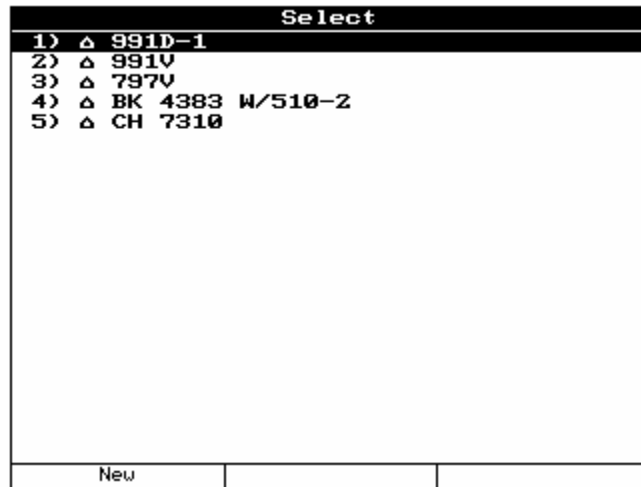 Select
1) △ 991D-1
2) △ 991V
3) △ 797V
4) △ BK 4383 W/510-2
5) △ CH 7310
New